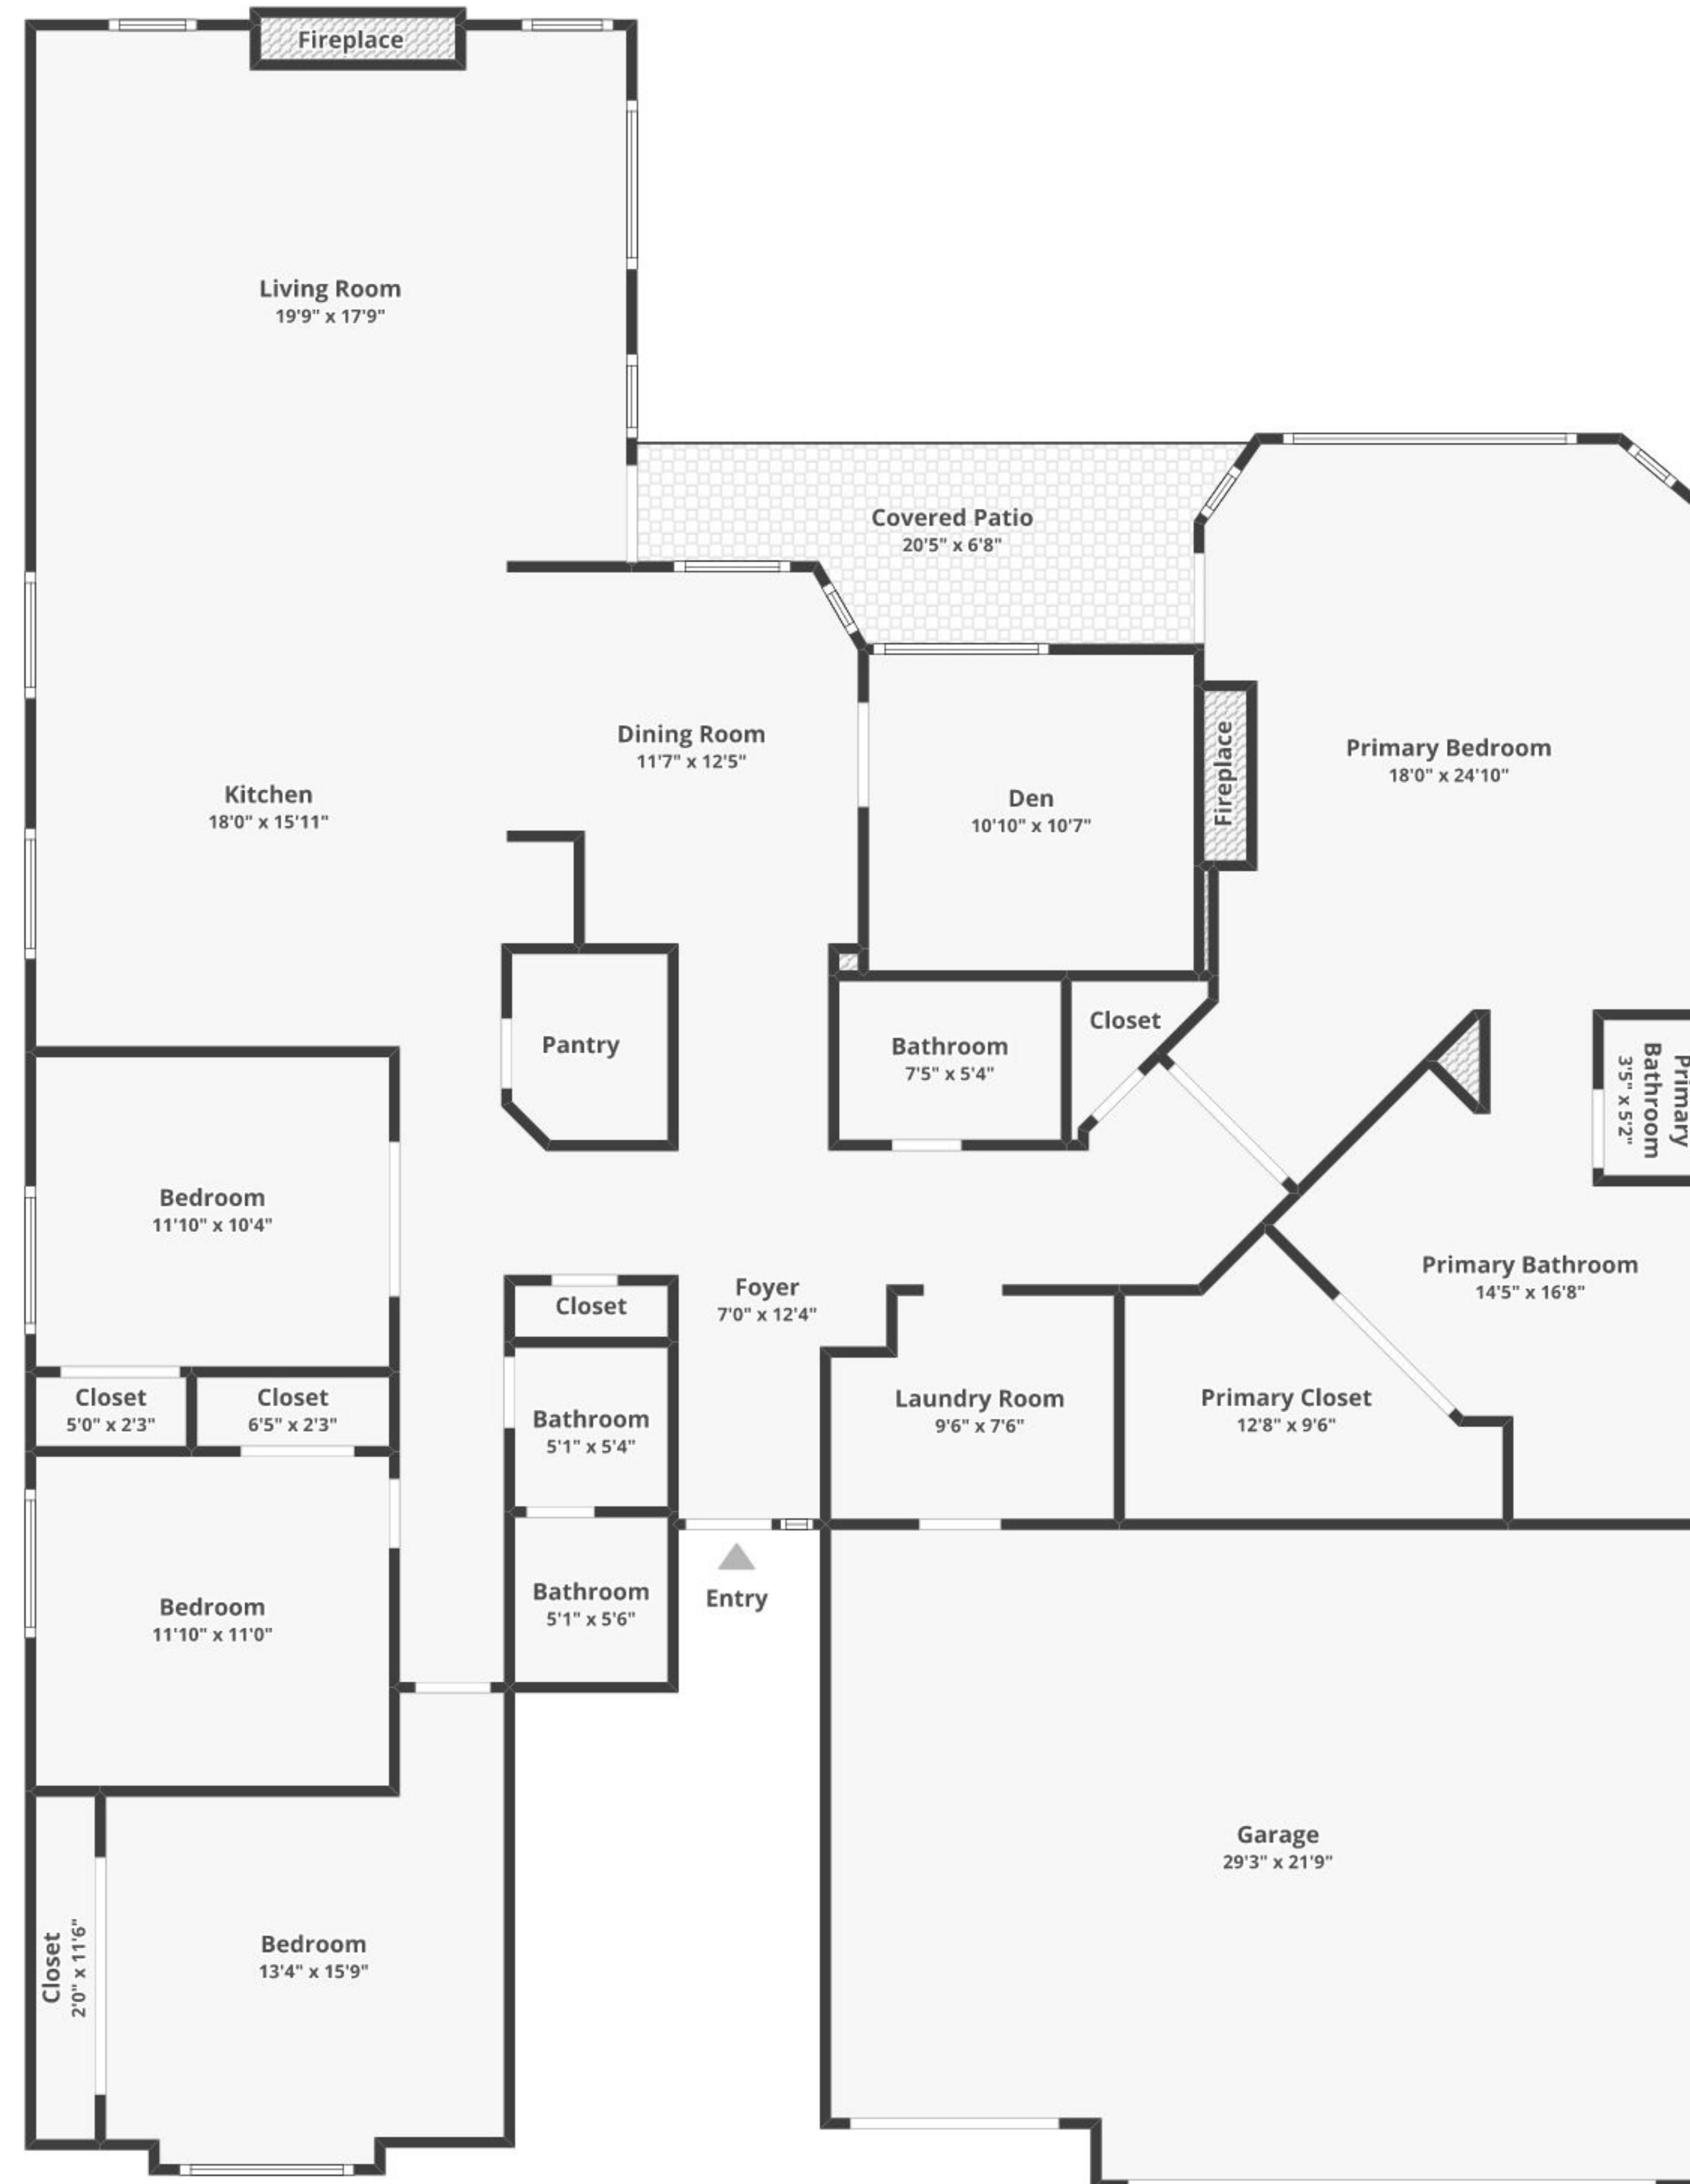 Fireplace
Living Room
19'9" x 17'9"
Covered Patio
20'5" x 6'8"
Dining Room
11'7" x 12'5"
Kitchen
18'0" x 15'11"
Den
10'10" x 10'7"
Fireplace
Primary Bedroom
18'0" x 24'10"
Pantry
Bathroom
7'5" x 5'4"
Closet
Primary
Bathroom
3'5" x 5'2"
Bedroom
11'10" x 10'4"
Closet
Foyer
7'0" x 12'4"
Primary Bathroom
14'5" x 16'8"
Closet
5'0" x 2'3"
Closet
6'5" x 2'3"
Bathroom
5'1" x 5'4"
Laundry Room
9'6" x 7'6"
Primary Closet
12'8" x 9'6"
Bedroom
11'10" x 11'0"
Bathroom
5'1" x 5'6"
Entry
Closet
2'0" x 11'6"
Bedroom
13'4" x 15'9"
Garage
29'3" x 21'9"